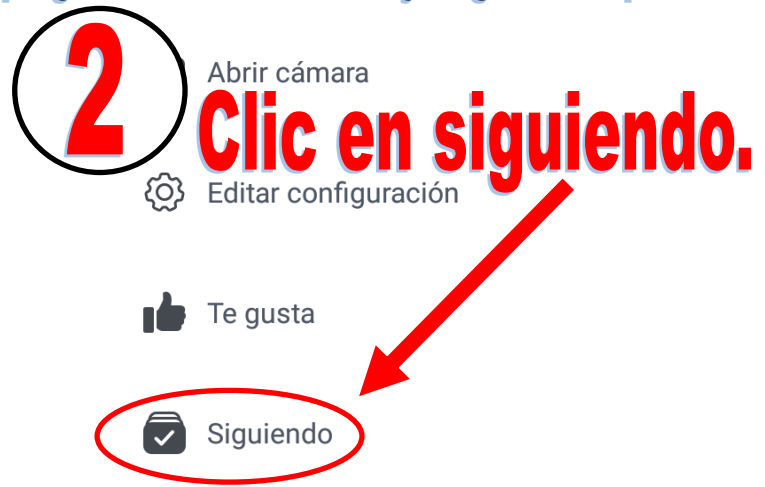 2
Abrir cámara
Clic en siguiendo.
Editar configuración
Te gusta
Siguiendo